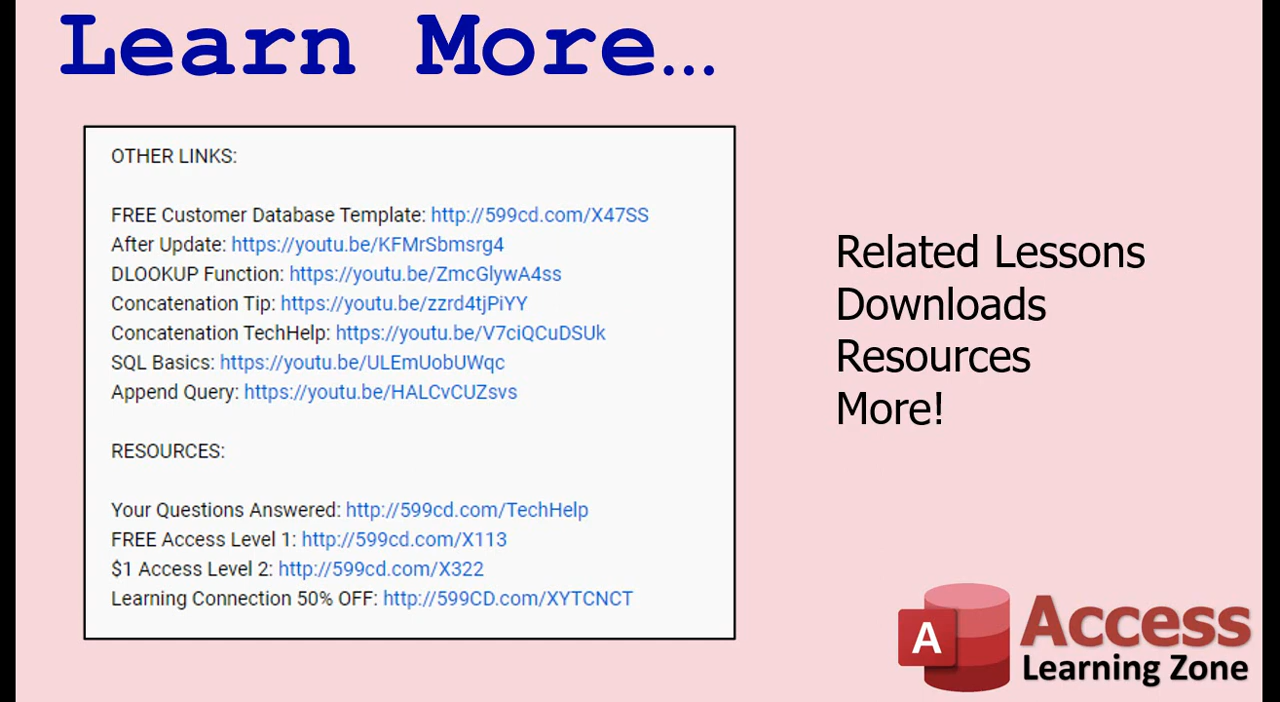 Learn More...
OTHER LINKS:
FREE Customer Database Template: http://599cd.com/X47SS
After Update: https://youtu.be/KFMrSbmsrg4
DLOOKUP Function: https://youtu.be/ZmcGlywA4ss
Concatenation Tip: https://youtu.be/zzrd4tjPiYY
Concatenation TechHelp: https://youtu.be/V7ciQCuDSUk
SQL Basics: https://youtu.be/ULEmUobUWqc
Append Query: https://youtu.be/HALCvCUZsvs
RESOURCES:
Your Questions Answered: http://599cd.com/TechHelp
FREE Access Level 1: http://599cd.com/X113
$1 Access Level 2: http://599cd.com/X322
Learning Connection 50% OFF: http://599CD.com/XYTCNCT
Related Lessons
Downloads
Resources
More!
A
Access
Learning Zone